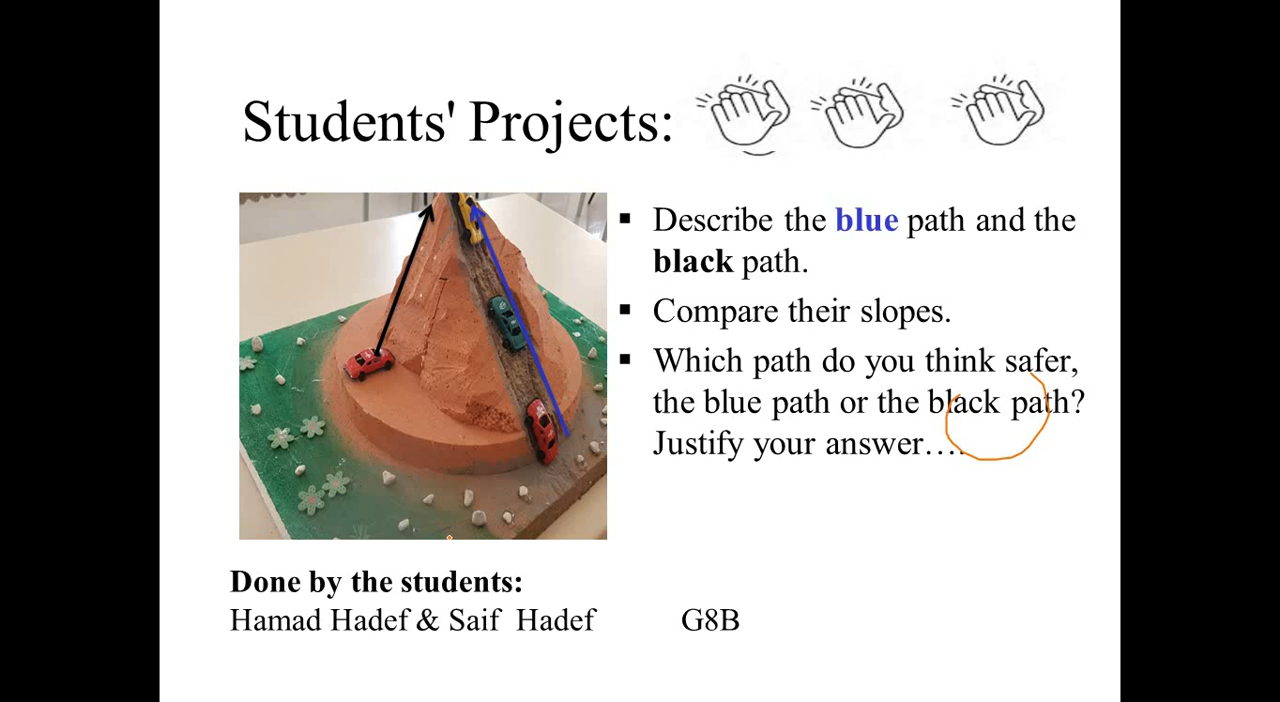 Students' Projects:
Describe the blue path and the
black path.
Compare their slopes.
Which path do you think safer,
the blue path or the black path?
Justify your answer….
Done by the students:
Hamad Hadef & Saif Hadef G8B